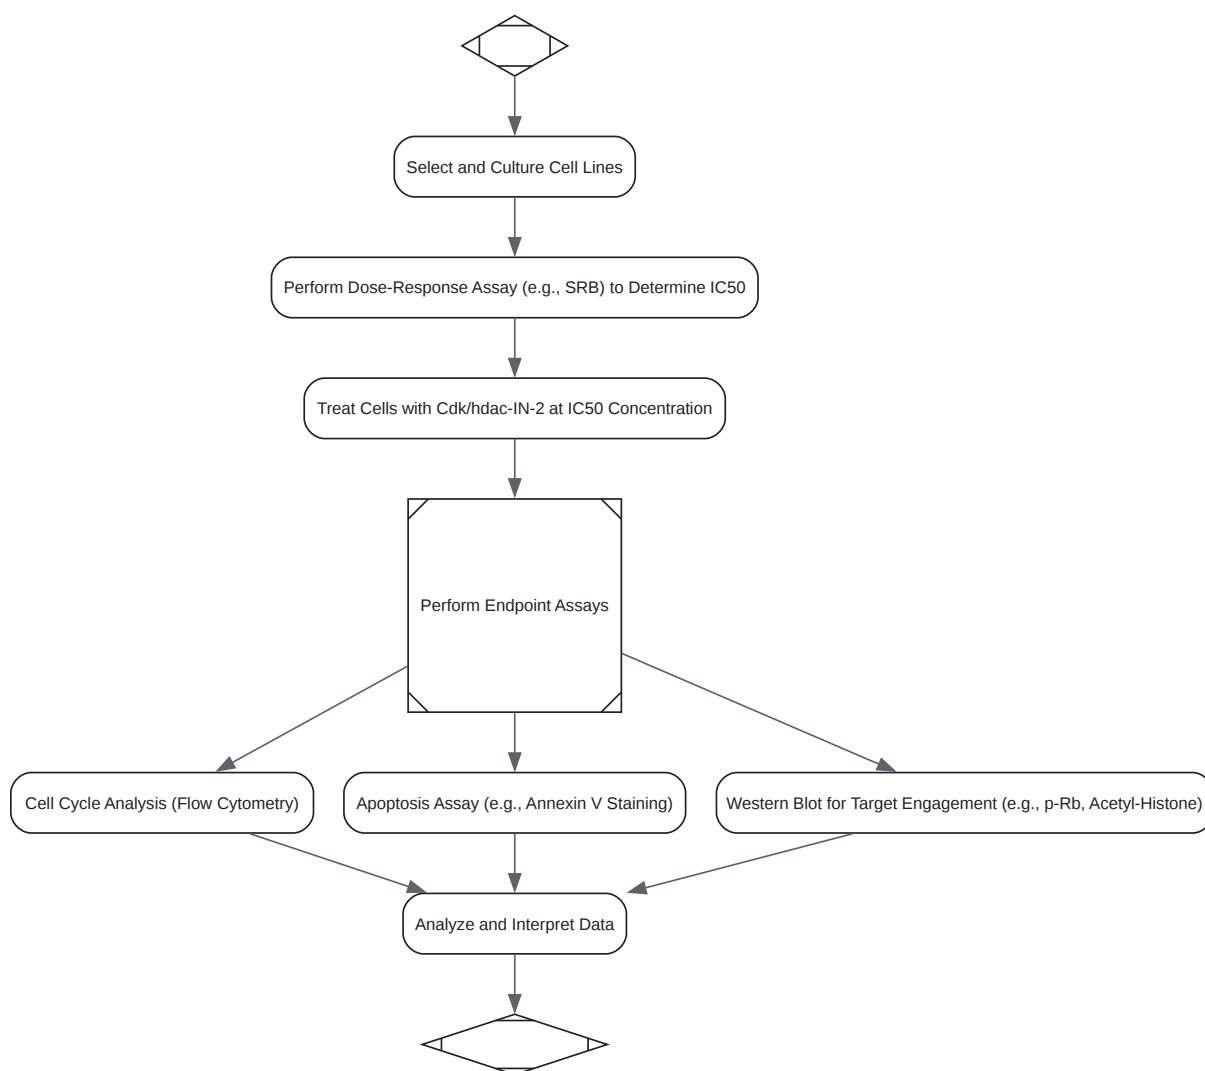 Select and Culture Cell Lines
Perform Dose-Response Assay (e.g., SRB) to Determine IC50
Treat Cells with Cdk/hdac-IN-2 at IC50 Concentration
Perform Endpoint Assays
Cell Cycle Analysis (Flow Cytometry)
Apoptosis Assay (e.g., Annexin V Staining)
Western Blot for Target Engagement (e.g., p-Rb, Acetyl-Histone)
Analyze and Interpret Data